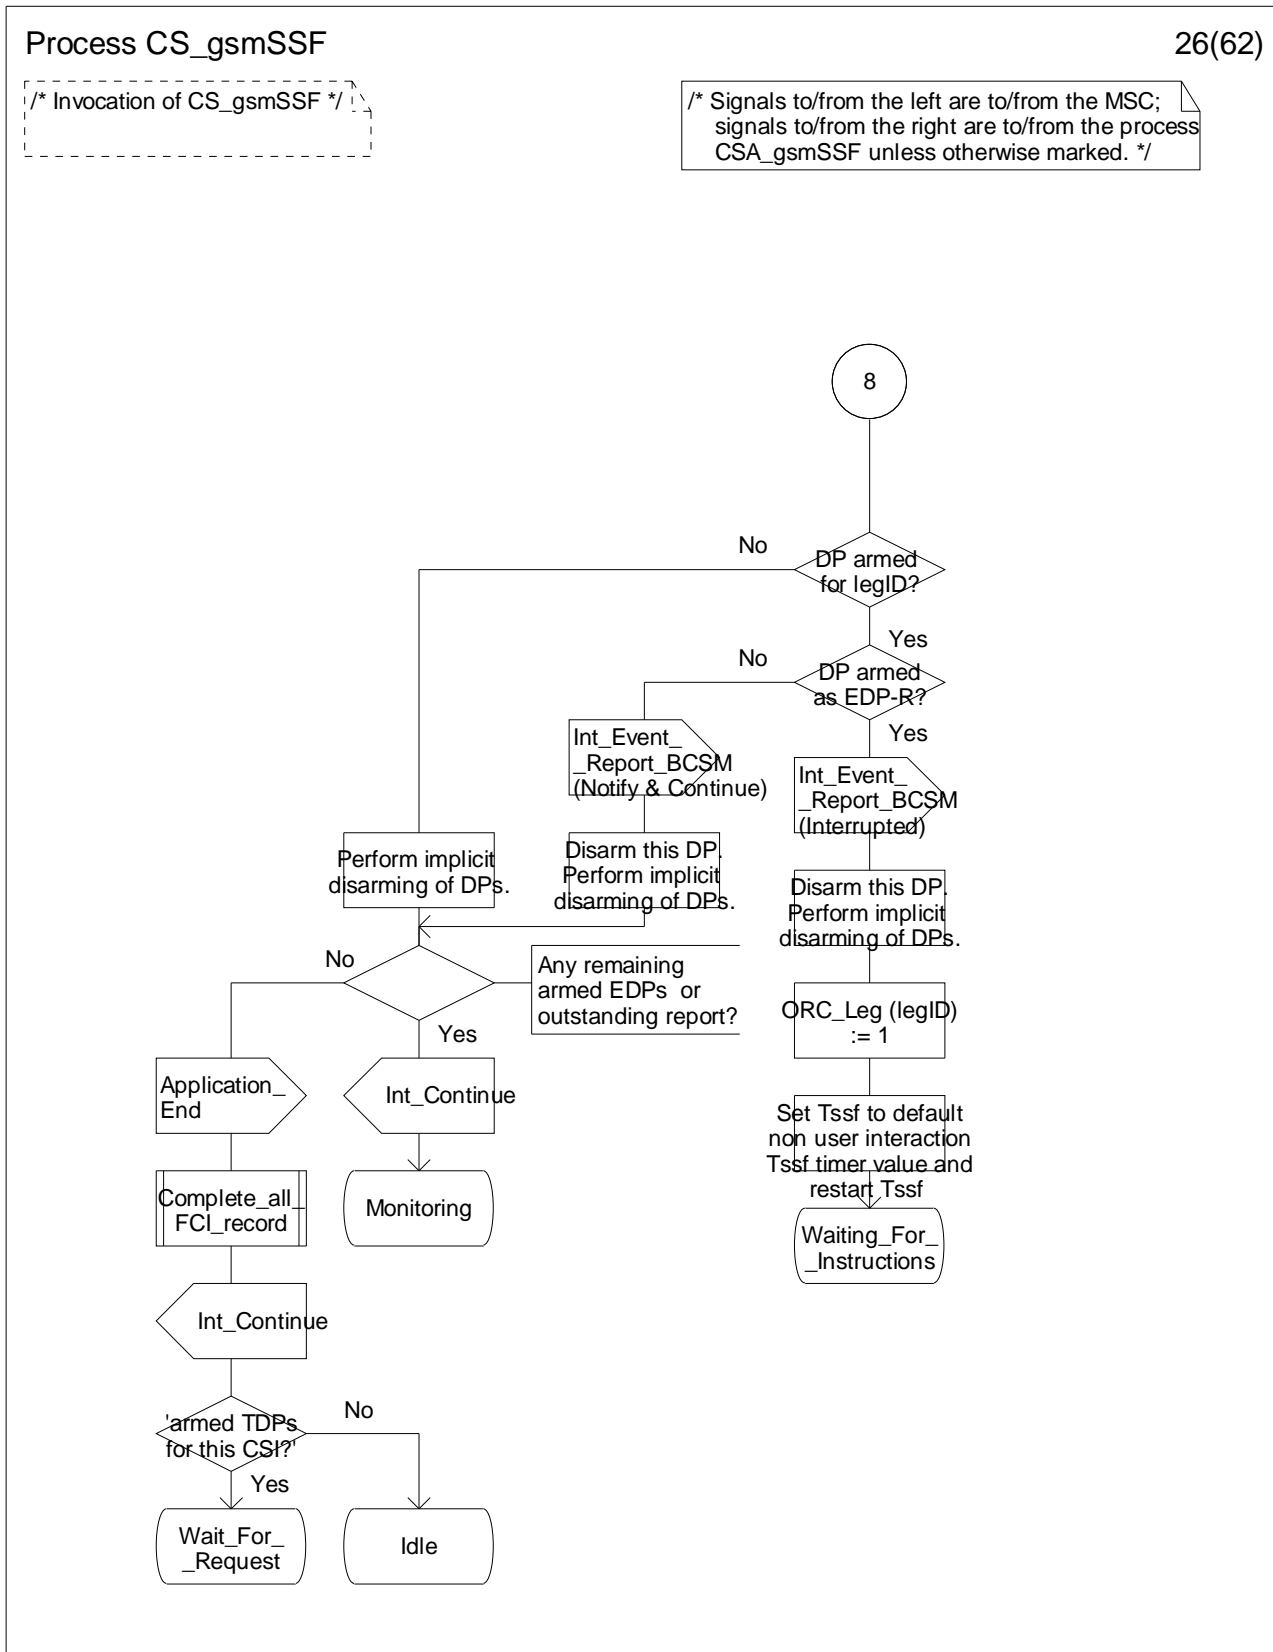 Process CS_gsmSSF
26(62)
/* Invocation of CS_gsmSSF */
/* Signals to/from the left are to/from the MSC;
signals to/from the right are to/from the process
CSA_gsmSSF unless otherwise marked. */
8
No
DP armed
for legID?
Yes
No
DP armed
as EDP-R?
Yes
Int_Event_
_Report_BCSM
(Notify & Continue)
Int_Event_
_Report_BCSM
(Interrupted)
Perform implicit
disarming of DPs.
Disarm this DP.
Perform implicit
disarming of DPs.
Disarm this DP.
Perform implicit
disarming of DPs.
No
Any remaining
armed EDPs or
outstanding report?
Yes
ORC_Leg (legID)
:= 1
Application_
End
Int_Continue
Set Tssf to default
non user interaction
Tssf timer value and
restart Tssf
Complete_all_
FCI_record
Monitoring
Waiting_For_
_Instructions
Int_Continue
'armed TDPs
for this CSI?'
No
Yes
Wait_For_
_Request
Idle